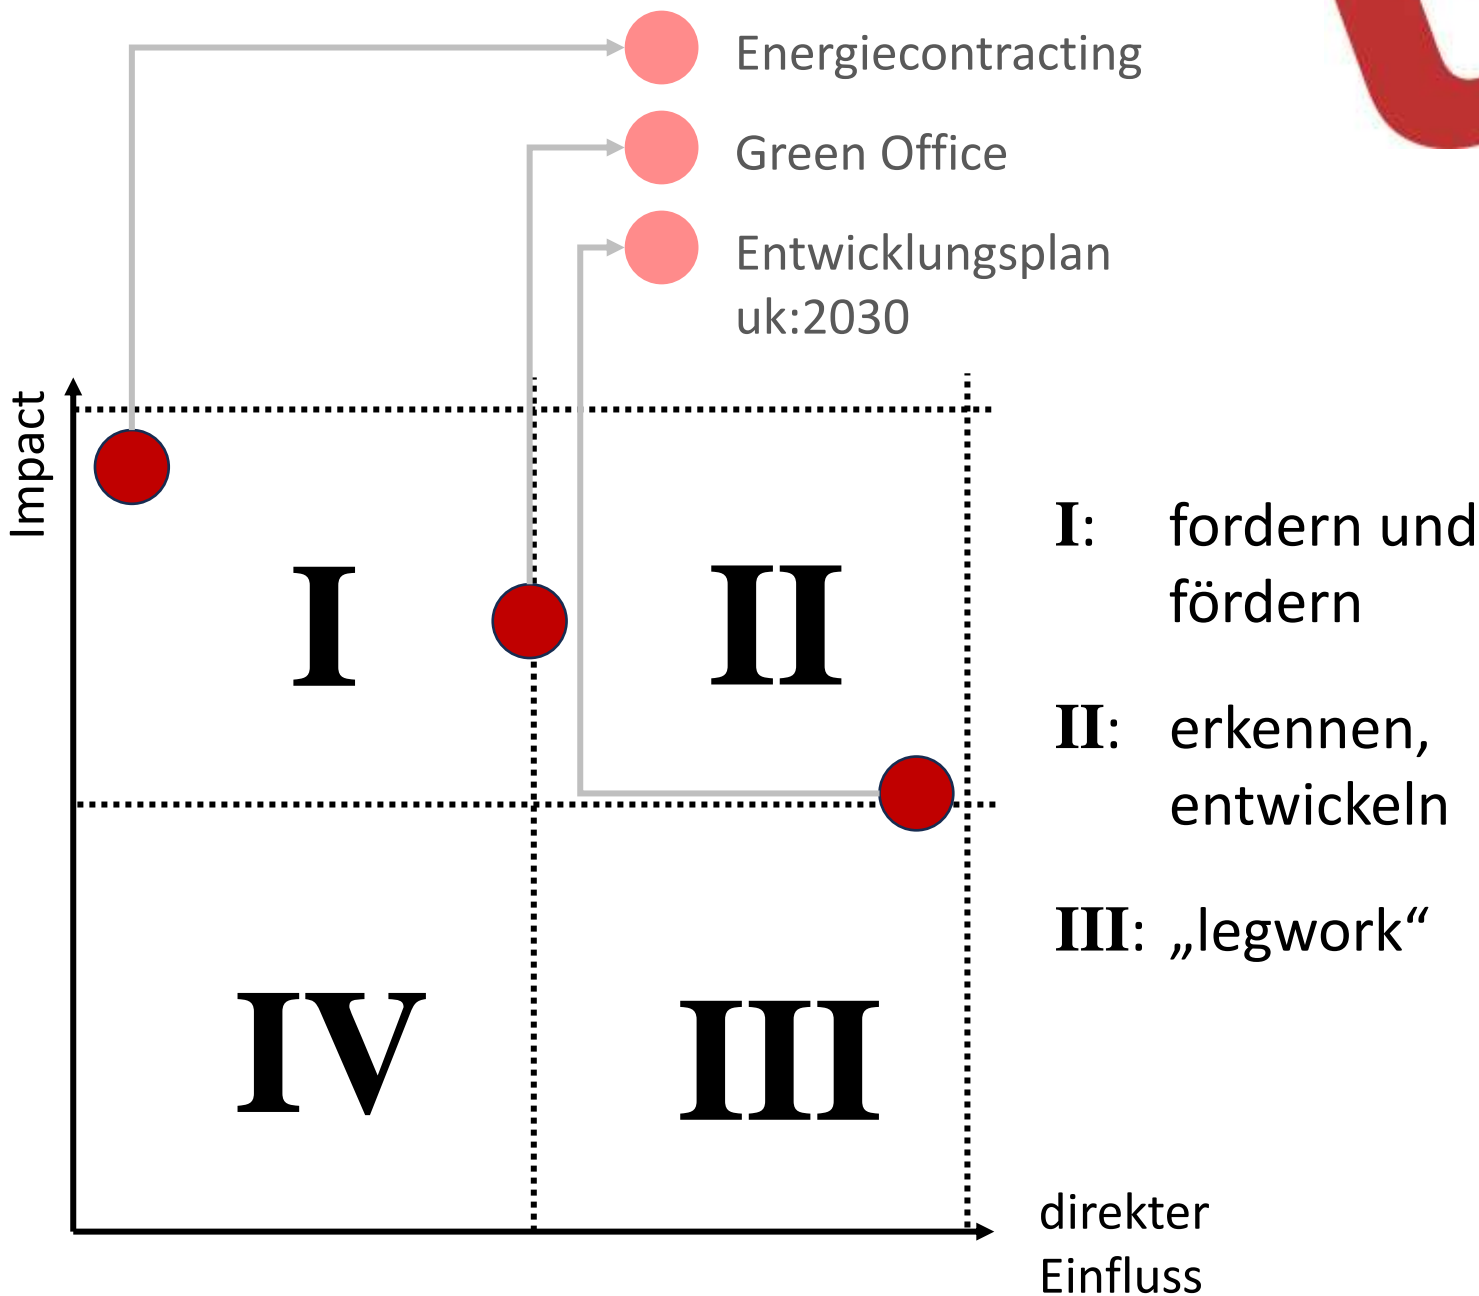 Energiecontracting
Green Office
Entwicklungsplan
uk:2030
Impact
I
II
IV
III
I: fordern und
fördern
II: erkennen,
entwickeln
III: „legwork“
direkter
Einfluss